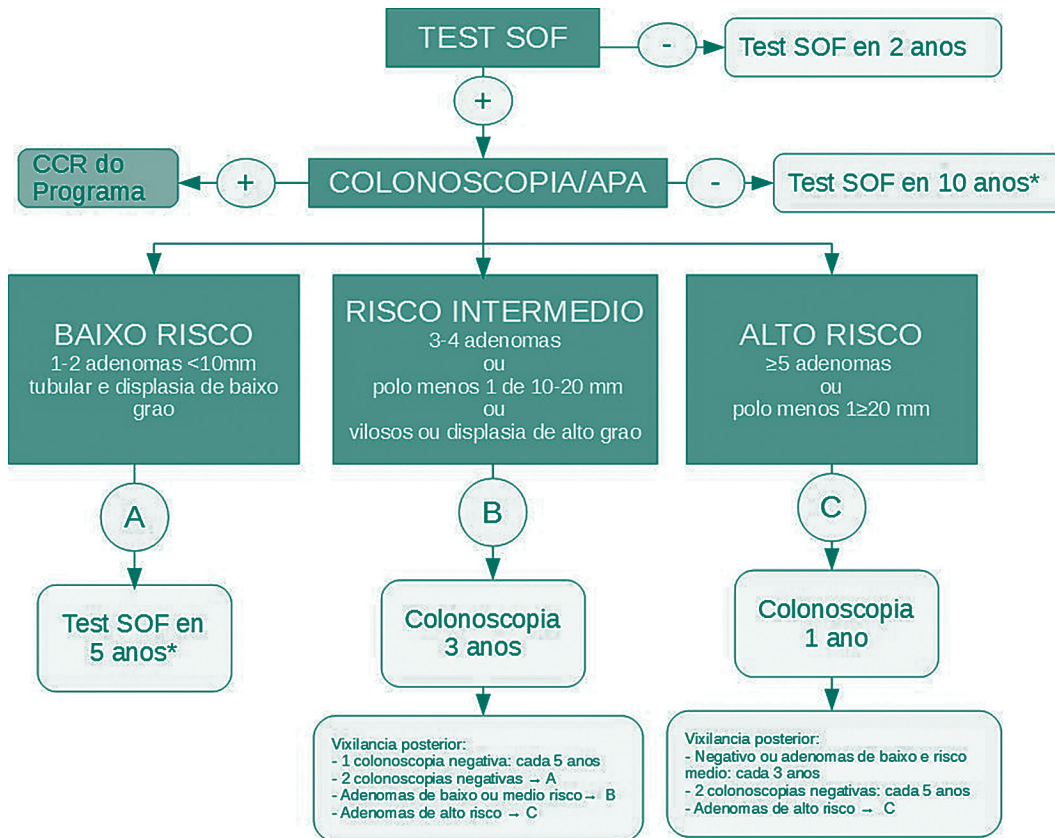 TEST SOF
-
Test SOF en 2 anos
+
CCR do
Programa
+
COLONOSCOPIA/APA
-
Test SOF en 10 anos*
BAIXO RISCO
1-2 adenomas <10mm
tubular e displasia de baixo
grao
RISCO INTERMEDIO
3-4 adenomas
ou
polo menos 1 de 10-20 mm
ou
vilosos ou displasia de alto grao
ALTO RISCO
≥5 adenomas
ou
polo menos 1≥20 mm
A
B
C
Test SOF en
5 anos*
Colonoscopia
3 anos
Colonoscopia
1 ano
Vixilancia posterior:
- 1 colonoscopia negativa: cada 5 anos
- 2 colonoscopias negativas → A
- Adenomas de baixo ou medio risco→ B
- Adenomas de alto risco → C
Vixilancia posterior:
- Negativo ou adenomas de baixo e risco
medio: cada 3 anos
- 2 colonoscopias negativas: cada 5 anos
- Adenomas de alto risco → C